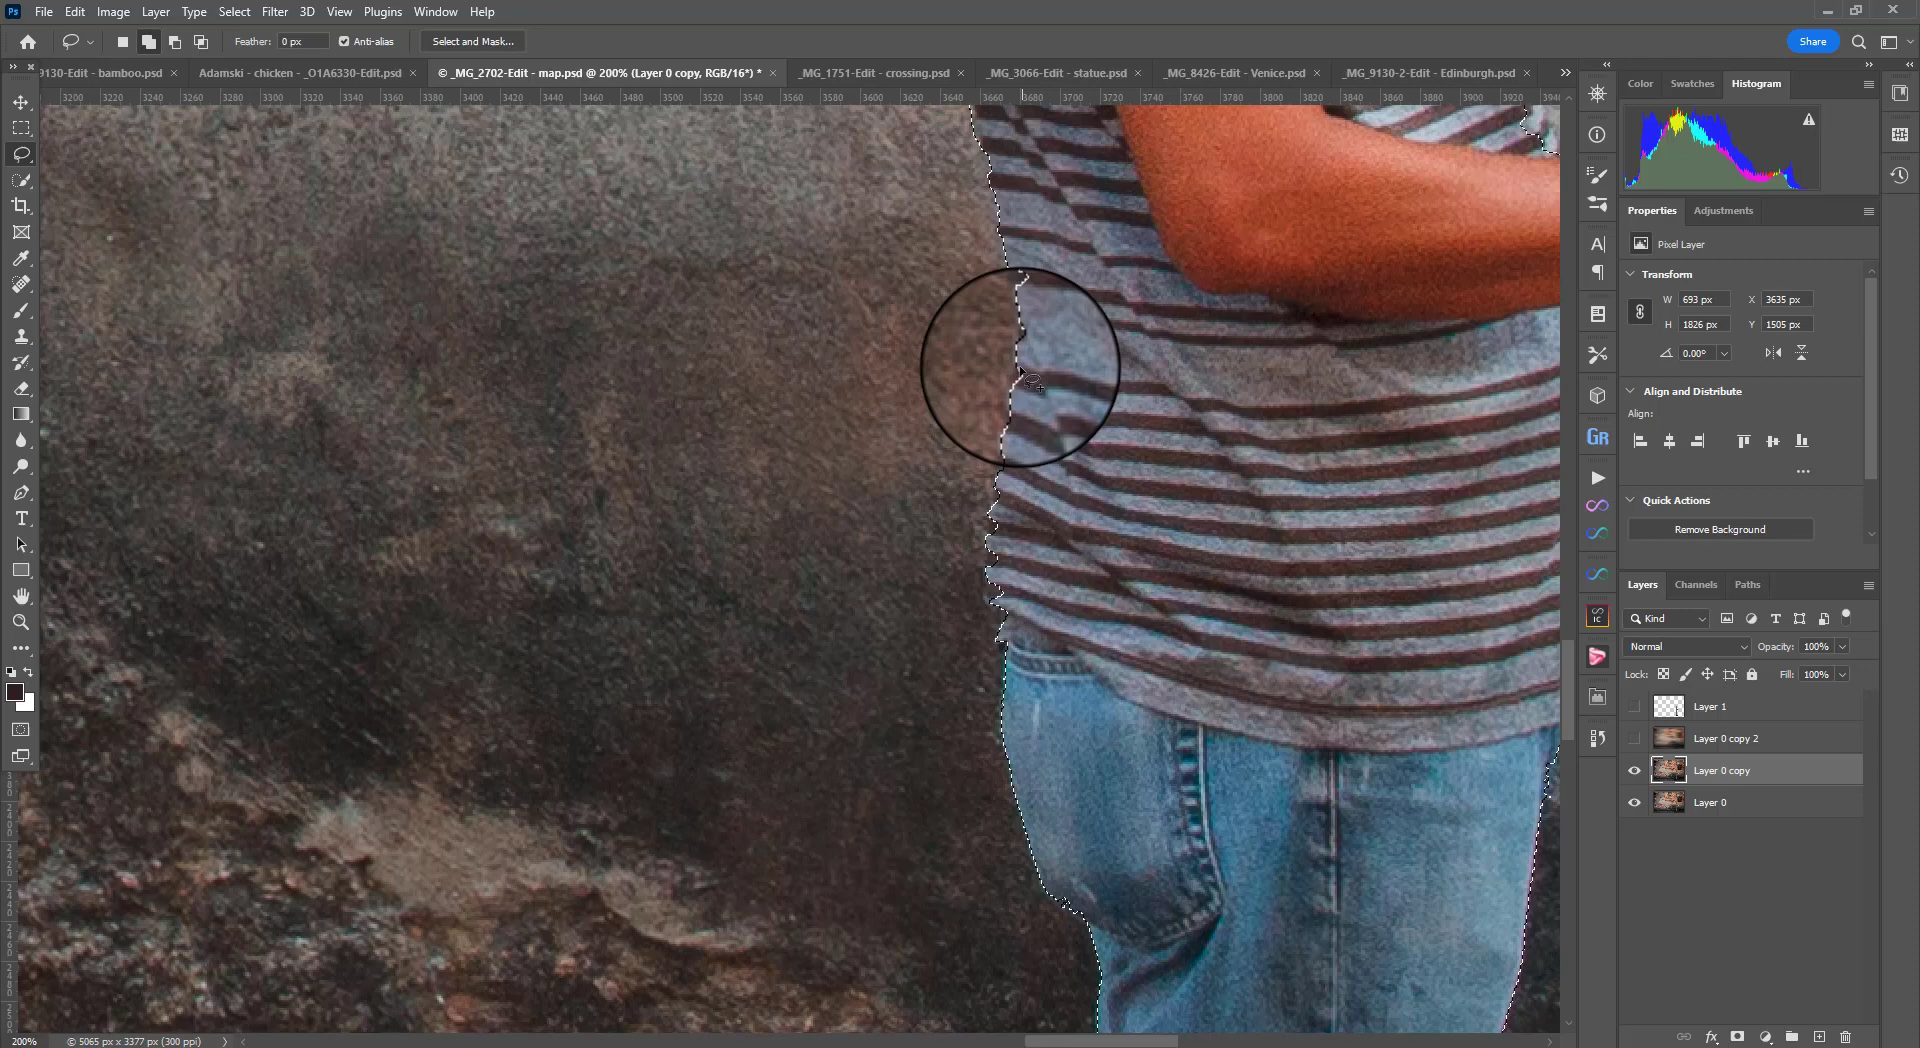 Ps File Edit Image Layer Type Select Filter 3D View Plugins Window Help
Feather: 0 px Anti-alias Select and Mask... Share
9130-Edit - bamboo.psd Adamski - chicken - _O1A6330-Edit.psd © _MG_2702-Edit - map.psd @ 200% (Layer 0 copy, RGB/16*) * _MG_1751-Edit - crossing.psd _MG_3066-Edit - statue.psd _MG_8426-Edit - Venice.psd _MG_9130-2-Edit - Edinburgh.psd
3200 3220 3240 3260 3280 3300 3320 3340 3360 3380 3400 3420 3440 3460 3480 3500 3520 3540 3560 3580 3600 3620 3640 3660 3680 3700 3720 3740 3760 3780 3800 3820 3840 3860 3880 3900 3920 3940
Color Swatches Histogram
Properties Adjustments
Pixel Layer
Transform
W 693 px X 3635 px
H 1826 px Y 1505 px
0.00°
Align and Distribute
Align:
Gr
Quick Actions
Remove Background
Layers Channels Paths
IC
Kind
Normal Opacity: 100%
Lock: Fill: 100%
Layer 1
Layer 0 copy 2
Layer 0 copy
Layer 0
fx
200% © 5065 px x 3377 px (300 ppi)